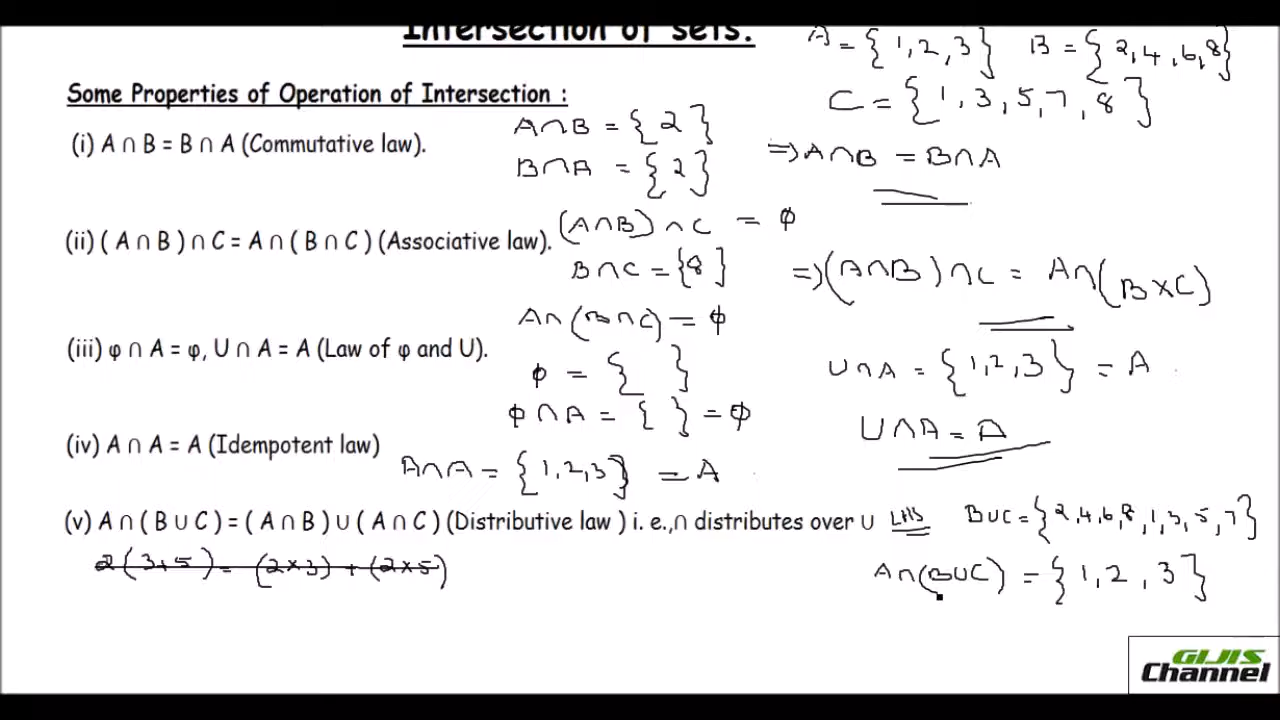 Intersection of sets.
A = { 1, 2, 3 } B = { 2, 4, 6, 8 }
C = { 1, 3, 5, 7, 8 }
Some Properties of Operation of Intersection :
(i) A ∩ B = B ∩ A (Commutative law).
A∩B = { 2 }
B∩A = { 2 }
⇒ A∩B = B∩A
(ii) ( A ∩ B ) ∩ C = A ∩ ( B ∩ C ) (Associative law).
(A∩B) ∩ C = φ
B∩C = {8}
A∩(B∩C) = φ
⇒ (A∩B) ∩ C = A∩(B×C)
(iii) φ ∩ A = φ, U ∩ A = A (Law of φ and U).
φ = { }
φ∩A = { } = φ
U∩A = { 1, 2, 3 } = A
U∩A = A
(iv) A ∩ A = A (Idempotent law)
A∩A = { 1, 2, 3 } = A
(v) A ∩ ( B ∪ C ) = ( A ∩ B ) ∪ ( A ∩ C ) (Distributive law ) i. e.,∩ distributes over ∪
2 ( 3 + 5 ) = (2 × 3) + (2 × 5)
LHS B∪C = { 2, 4, 6, 8, 1, 3, 5, 7 }
A∩(B∪C) = { 1, 2, 3 }
GIJIS
Channel